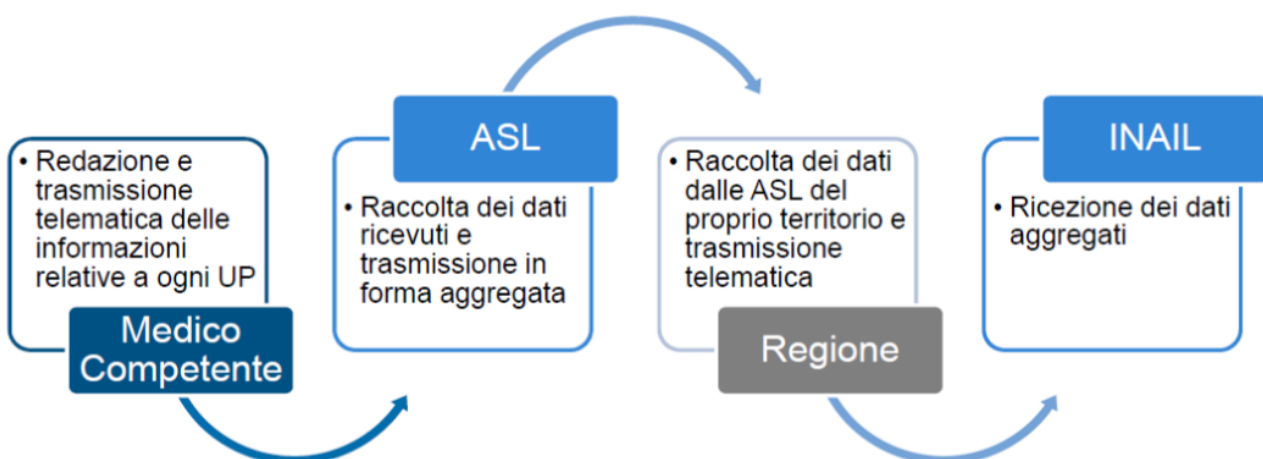 • Redazione e
trasmissione
telematica delle
informazioni
relative a ogni UP
Medico
Competente
ASL
• Raccolta dei dati
ricevuti e
trasmissione in
forma aggregata
• Raccolta dei dati
dalle ASL del
proprio territorio e
trasmissione
telematica
Regione
INAIL
• Ricezione dei dati
aggregati